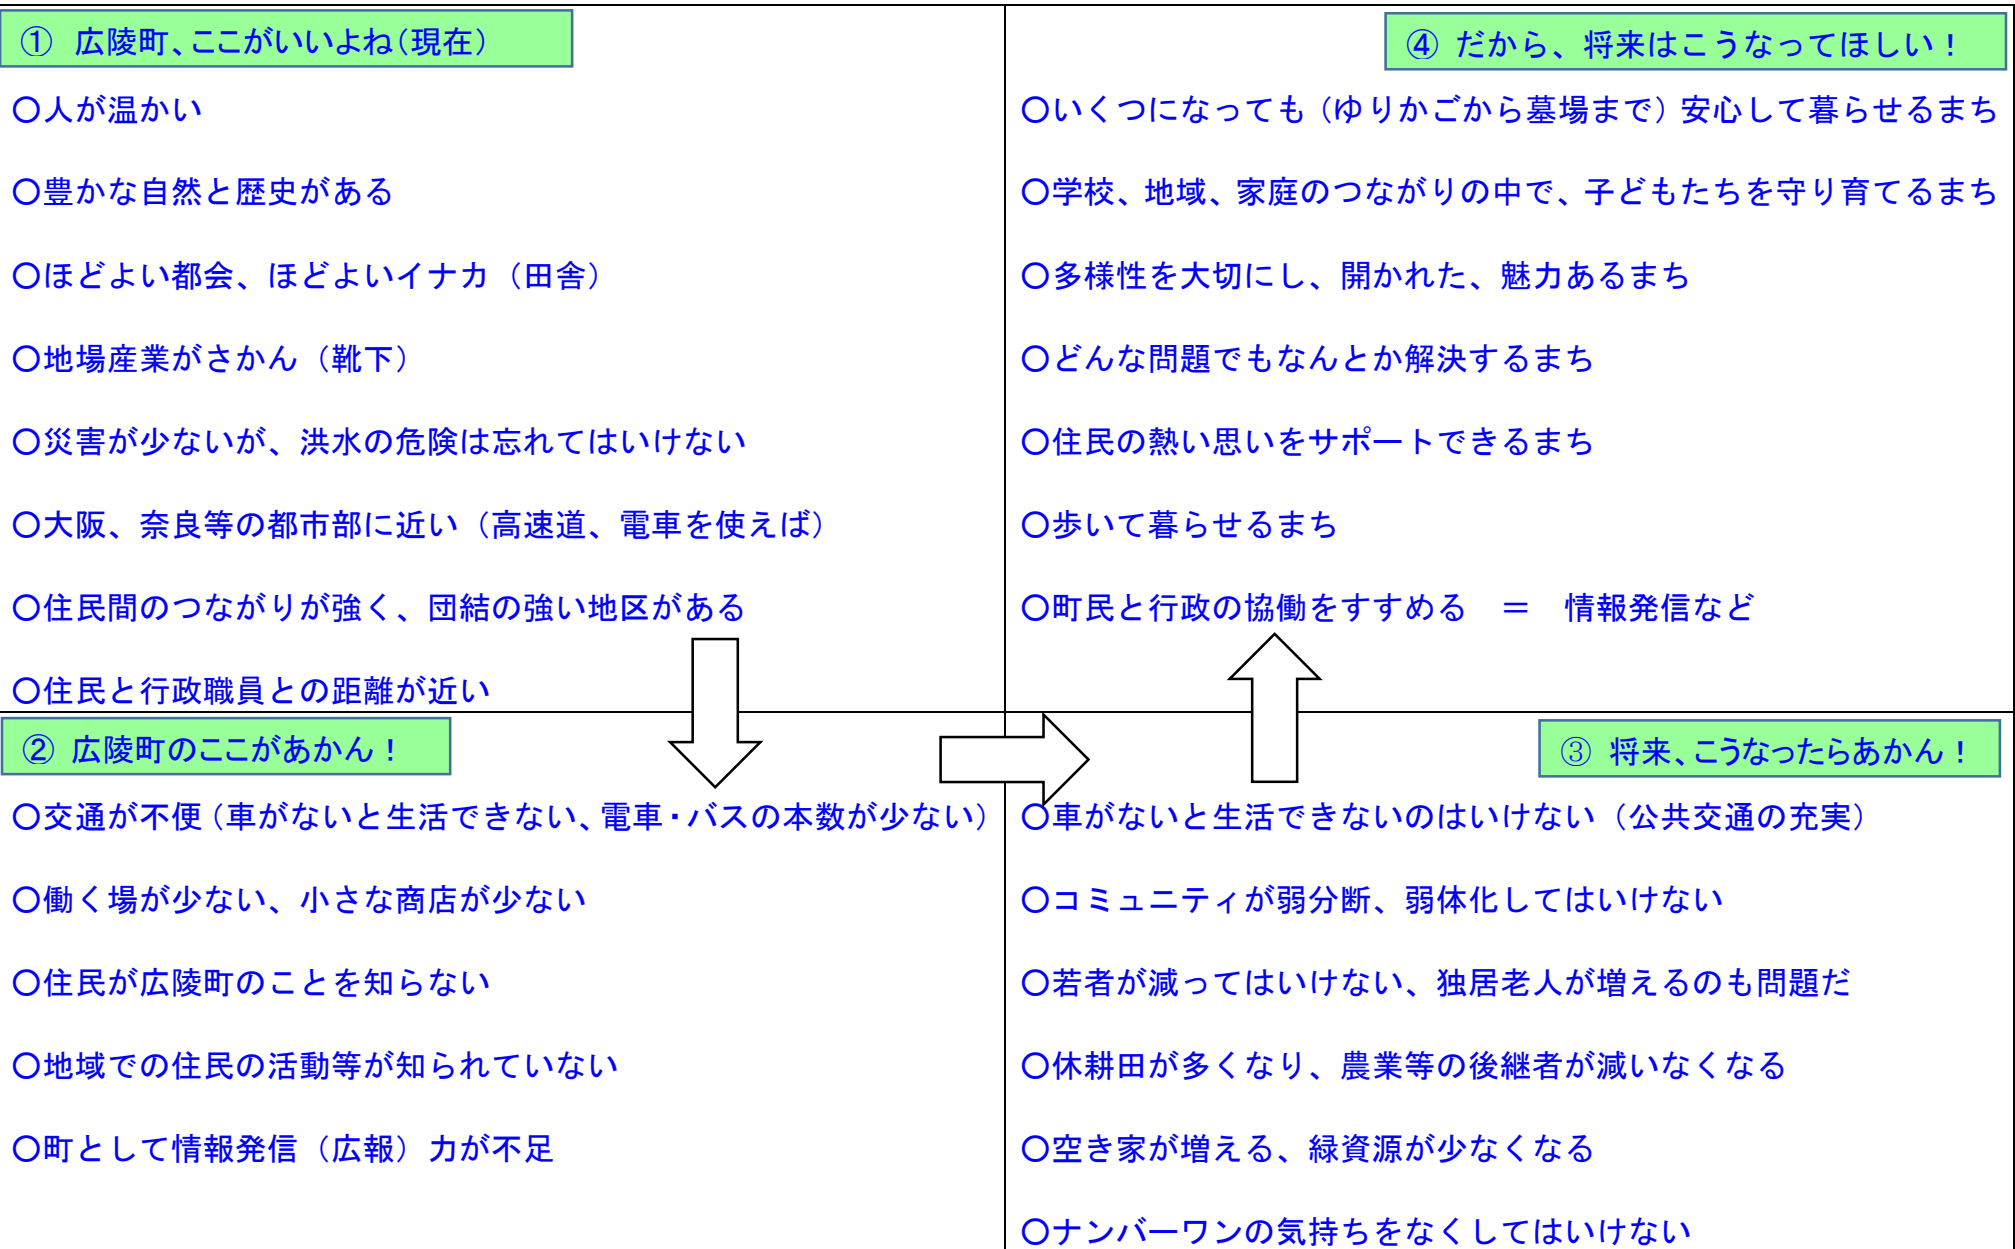 ① 広陵町、ここがいいよね（現在）
〇人が温かい
〇豊かな自然と歴史がある
〇ほどよい都会、ほどよいイナカ（田舎）
〇地場産業がさかん（靴下）
〇災害が少ないが、洪水の危険は忘れてはいけない
〇大阪、奈良等の都市部に近い（高速道、電車を使えば）
〇住民間のつながりが強く、団結の強い地区がある
〇住民と行政職員との距離が近い
② 広陵町のここがあかん！
〇交通が不便（車がないと生活できない、電車・バスの本数が少ない）
〇働く場が少ない、小さな商店が少ない
〇住民が広陵町のことを知らない
〇地域での住民の活動等が知られていない
〇町として情報発信（広報）力が不足
③ 将来、こうなったらあかん！
〇車がないと生活できないのはいけない（公共交通の充実）
〇コミュニティが弱分断、弱体化してはいけない
〇若者が減ってはいけない、独居老人が増えるのも問題だ
〇休耕田が多くなり、農業等の後継者が減いなくなる
〇空き家が増える、緑資源が少なくなる
〇ナンバーワンの気持ちをなくしてはいけない
④ だから、将来はこうなってほしい！
〇いくつになっても（ゆりかごから墓場まで）安心して暮らせるまち
〇学校、地域、家庭のつながりの中で、子どもたちを守り育てるまち
〇多様性を大切にし、開かれた、魅力あるまち
〇どんな問題でもなんとか解決するまち
〇住民の熱い思いをサポートできるまち
〇歩いて暮らせるまち
〇町民と行政の協働をすすめる　＝　情報発信など